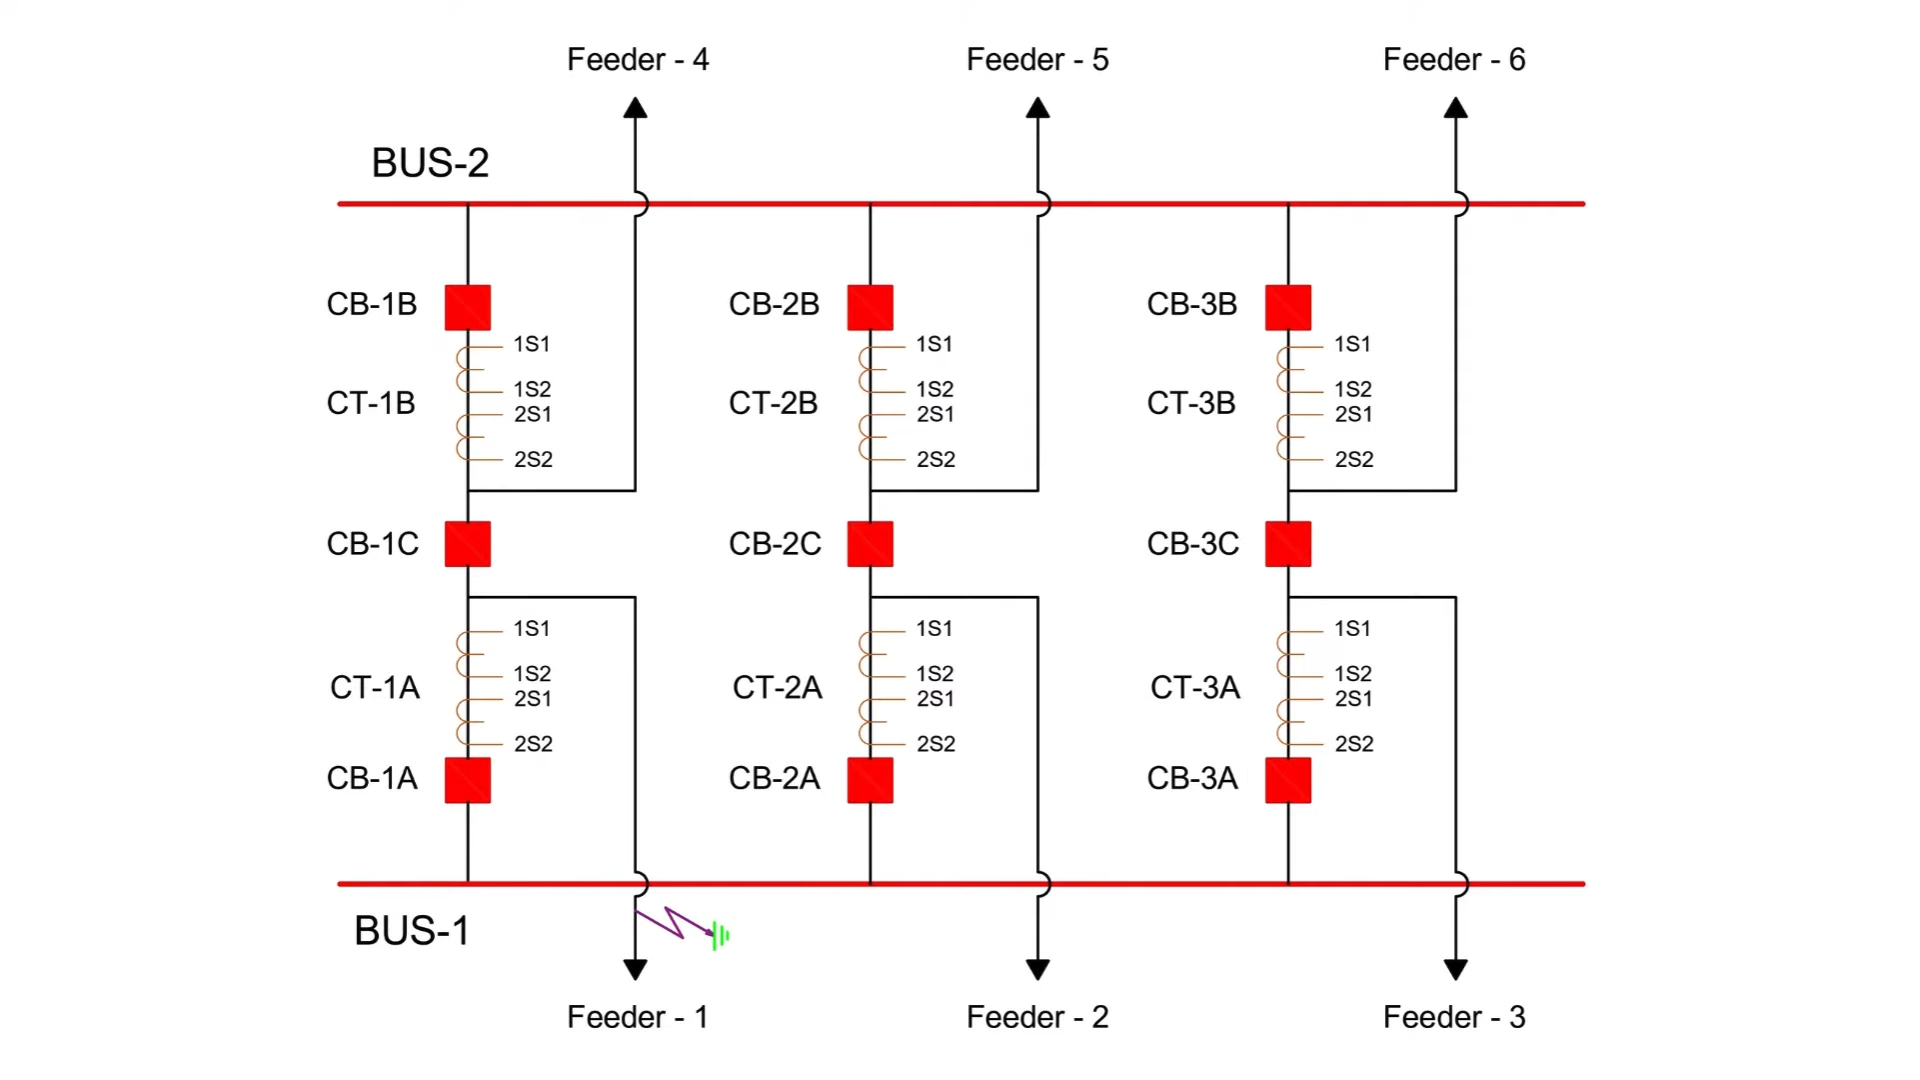 Feeder - 4
Feeder - 5
Feeder - 6
BUS-2
CB-1B
CB-2B
CB-3B
1S1
1S1
1S1
1S2
1S2
1S2
CT-1B
CT-2B
CT-3B
2S1
2S1
2S1
2S2
2S2
2S2
CB-1C
CB-2C
CB-3C
1S1
1S1
1S1
1S2
1S2
1S2
CT-1A
CT-2A
CT-3A
2S1
2S1
2S1
2S2
2S2
2S2
CB-1A
CB-2A
CB-3A
BUS-1
Feeder - 1
Feeder - 2
Feeder - 3